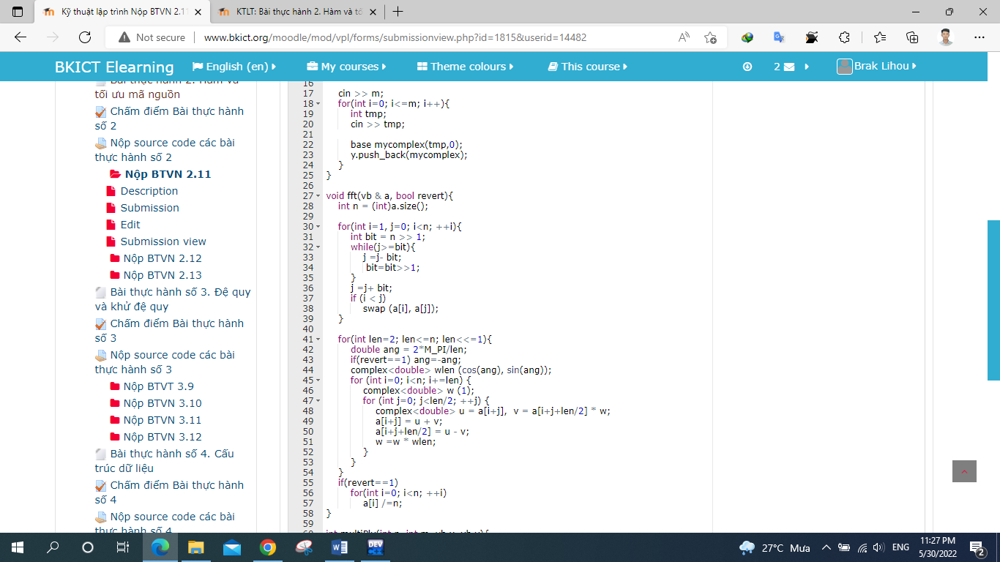 Kỹ thuật lập trình Nộp BTVN 2.11
KTLT: Bài thực hành 2. Hàm và tố
Not secure
www.bkict.org/moodle/mod/vpl/forms/submissionview.php?id=1815&userid=14482
BKICT Elearning
English (en)
My courses
Theme colours
This course
2
Brak Lihou
Bài thực hành 2. Hàm và
tối ưu mã nguồn
Chấm điểm Bài thực hành
số 2
Nộp source code các bài
thực hành số 2
Nộp BTVN 2.11
Description
Submission
Edit
Submission view
Nộp BTVN 2.12
Nộp BTVN 2.13
Bài thực hành số 3. Đệ quy
và khử đệ quy
Chấm điểm Bài thực hành
số 3
Nộp source code các bài
thực hành số 3
Nộp BTVT 3.9
Nộp BTVN 3.10
Nộp BTVN 3.11
Nộp BTVN 3.12
Bài thực hành số 4. Cấu
trúc dữ liệu
Chấm điểm Bài thực hành
số 4
Nộp source code các bài
thực hành số 4
16
17 cin >> m;
18 for(int i=0; i<=m; i++){
19 int tmp;
20 cin >> tmp;
21
22 base mycomplex(tmp,0);
23 y.push_back(mycomplex);
24 }
25 }
26
27 void fft(vb & a, bool revert){
28 int n = (int)a.size();
29
30 for(int i=1, j=0; i<n; ++i){
31 int bit = n >> 1;
32 while(j>=bit){
33 j =j- bit;
34 bit=bit>>1;
35 }
36 j =j+ bit;
37 if (i < j)
38 swap (a[i], a[j]);
39 }
40
41 for(int len=2; len<=n; len<<=1){
42 double ang = 2*M_PI/len;
43 if(revert==1) ang=-ang;
44 complex<double> wlen (cos(ang), sin(ang));
45 for (int i=0; i<n; i+=len) {
46 complex<double> w (1);
47 for (int j=0; j<len/2; ++j) {
48 complex<double> u = a[i+j],  v = a[i+j+len/2] * w;
49 a[i+j] = u + v;
50 a[i+j+len/2] = u - v;
51 w =w * wlen;
52 }
53 }
54 }
55 if(revert==1)
56 for(int i=0; i<n; ++i)
57 a[i] /=n;
58 }
59
60 int multiPly(int n, int m, vb x, vb y){
27°C Mưa
ENG
11:27 PM
5/30/2022
2